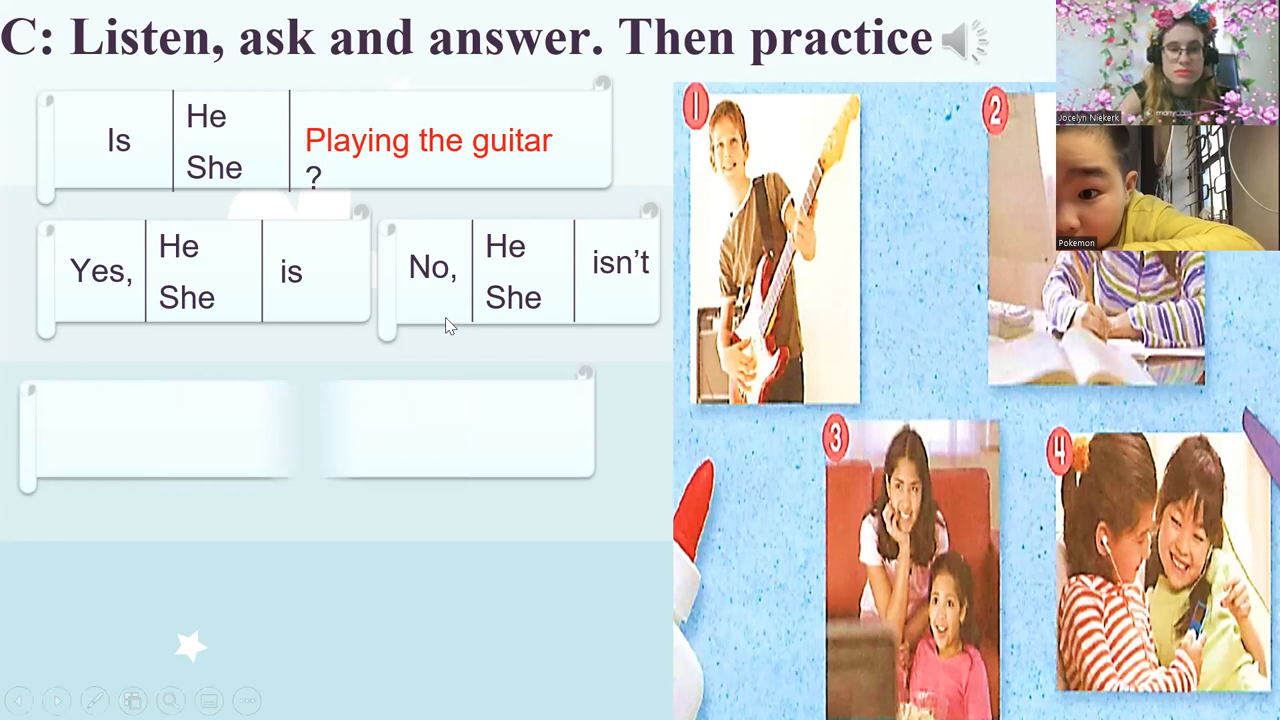 C: Listen, ask and answer. Then practice
Is
He
She
Playing the guitar
?
Yes,
He
She
is
No,
He
She
isn't
1
2
3
4
Jocelyn Niekerk
manycam
Pokemon